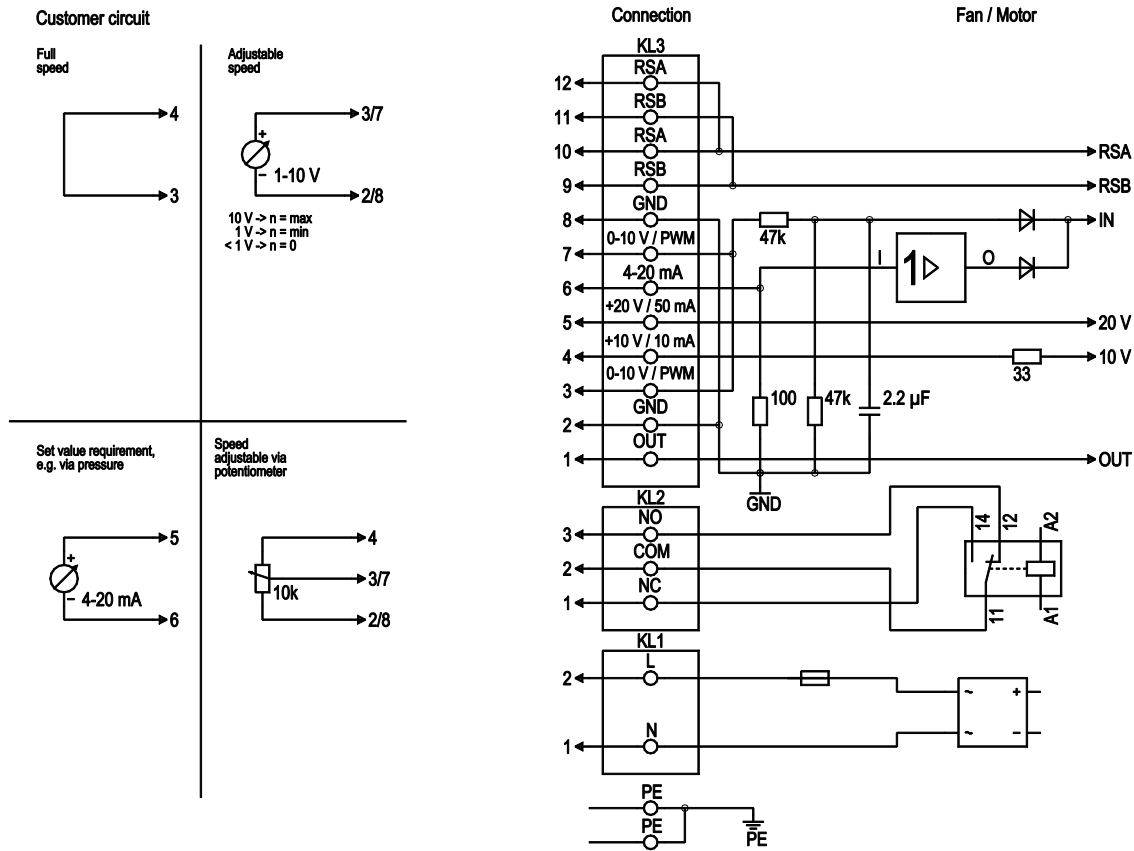 Customer circuit
Full
speed
4
3
Adjustable
speed
3/7
+
– 1-10 V
2/8
10 V -> n = max
1 V -> n = min
< 1 V -> n = 0
Set value requirement,
e.g. via pressure
5
+
– 4-20 mA
6
Speed
adjustable via
potentiometer
4
3/7
10k
2/8
Connection
Fan / Motor
KL3
RSA
12
RSB
11
RSA
10
RSA
RSB
9
RSB
GND
8
47k
IN
0-10 V / PWM
7
I
1
O
4-20 mA
6
+20 V / 50 mA
5
20 V
+10 V / 10 mA
4
33
10 V
0-10 V / PWM
3
100
47k
2.2 µF
GND
2
OUT
1
OUT
GND
KL2
NO
3
14
12
A2
COM
2
NC
1
11
A1
KL1
L
2
~
+
N
1
~
–
PE
PE
PE